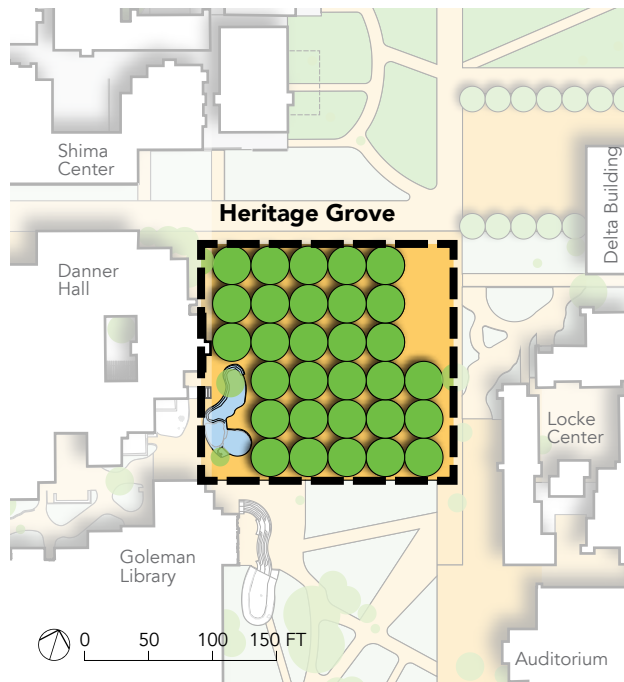 Shima
Center
Heritage Grove
Delta Building
Danner
Hall
Locke
Center
Goleman
Library
0 50 100 150 FT
Auditorium